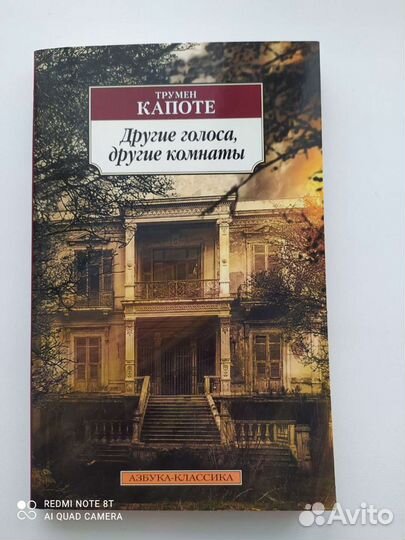 ТРУМЕН
КАПОТЕ
Другие голоса,
другие комнаты
АЗБУКА-КЛАССИКА
REDMI NOTE 8T
AI QUAD CAMERA
Avito